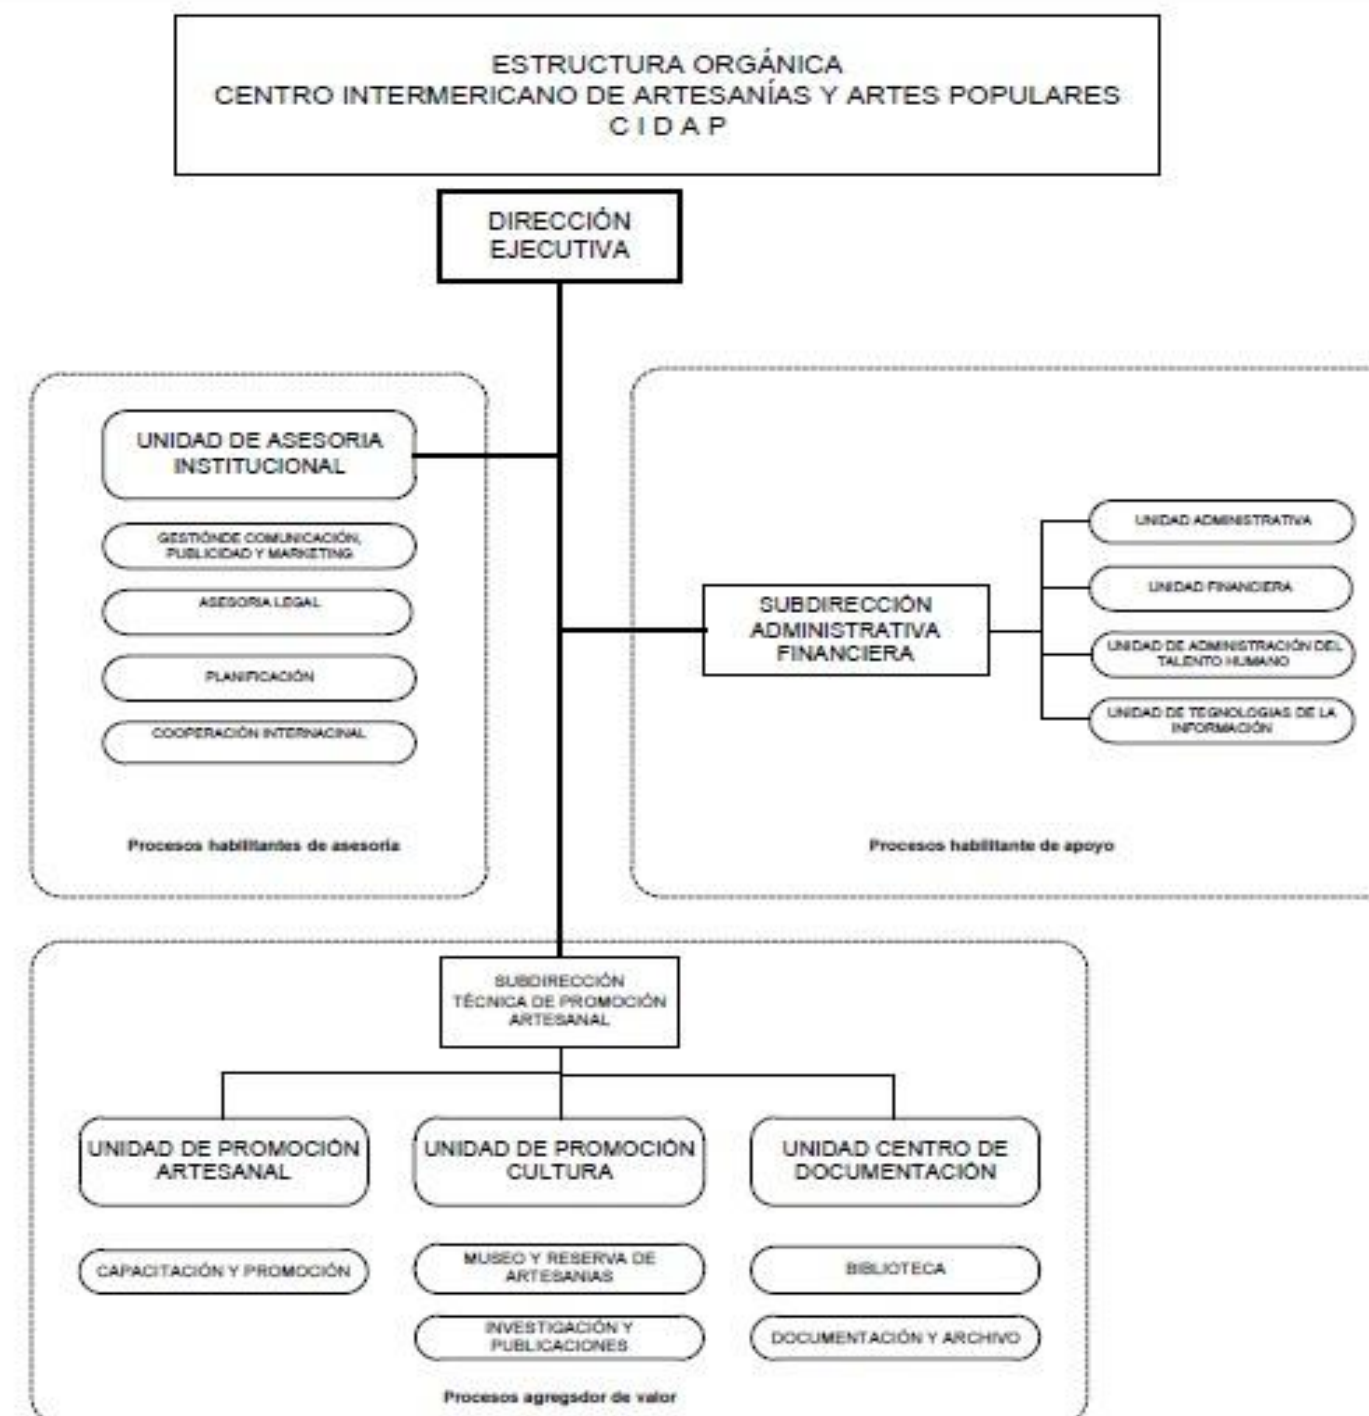 ESTRUCTURA ORGÁNICA
CENTRO INTERMERICANO DE ARTESANÍAS Y ARTES POPULARES
C I D A P
DIRECCIÓN
EJECUTIVA
UNIDAD DE ASESORIA
INSTITUCIONAL
GESTIÓNDE COMUNICACIÓN,
PUBLICIDAD Y MARKETING
ASESORIA LEGAL
PLANIFICACIÓN
COOPERACIÓN INTERNACINAL
Procesos habilitantes de asesoría
SUBDIRECCIÓN
ADMINISTRATIVA
FINANCIERA
UNIDAD ADMINISTRATIVA
UNIDAD FINANCIERA
UNIDAD DE ADMINISTRACIÓN DEL
TALENTO HUMANO
UNIDAD DE TEGNOLOGIAS DE LA
INFORMACIÓN
Procesos habilitante de apoyo
SUBDIRECCIÓN
TÉCNICA DE PROMOCIÓN
ARTESANAL
UNIDAD DE PROMOCIÓN
ARTESANAL
CAPACITACIÓN Y PROMOCIÓN
UNIDAD DE PROMOCIÓN
CULTURA
MUSEO Y RESERVA DE
ARTESANIAS
INVESTIGACIÓN Y
PUBLICACIONES
UNIDAD CENTRO DE
DOCUMENTACIÓN
BIBLIOTECA
DOCUMENTACIÓN Y ARCHIVO
Procesos agregsdor de valor